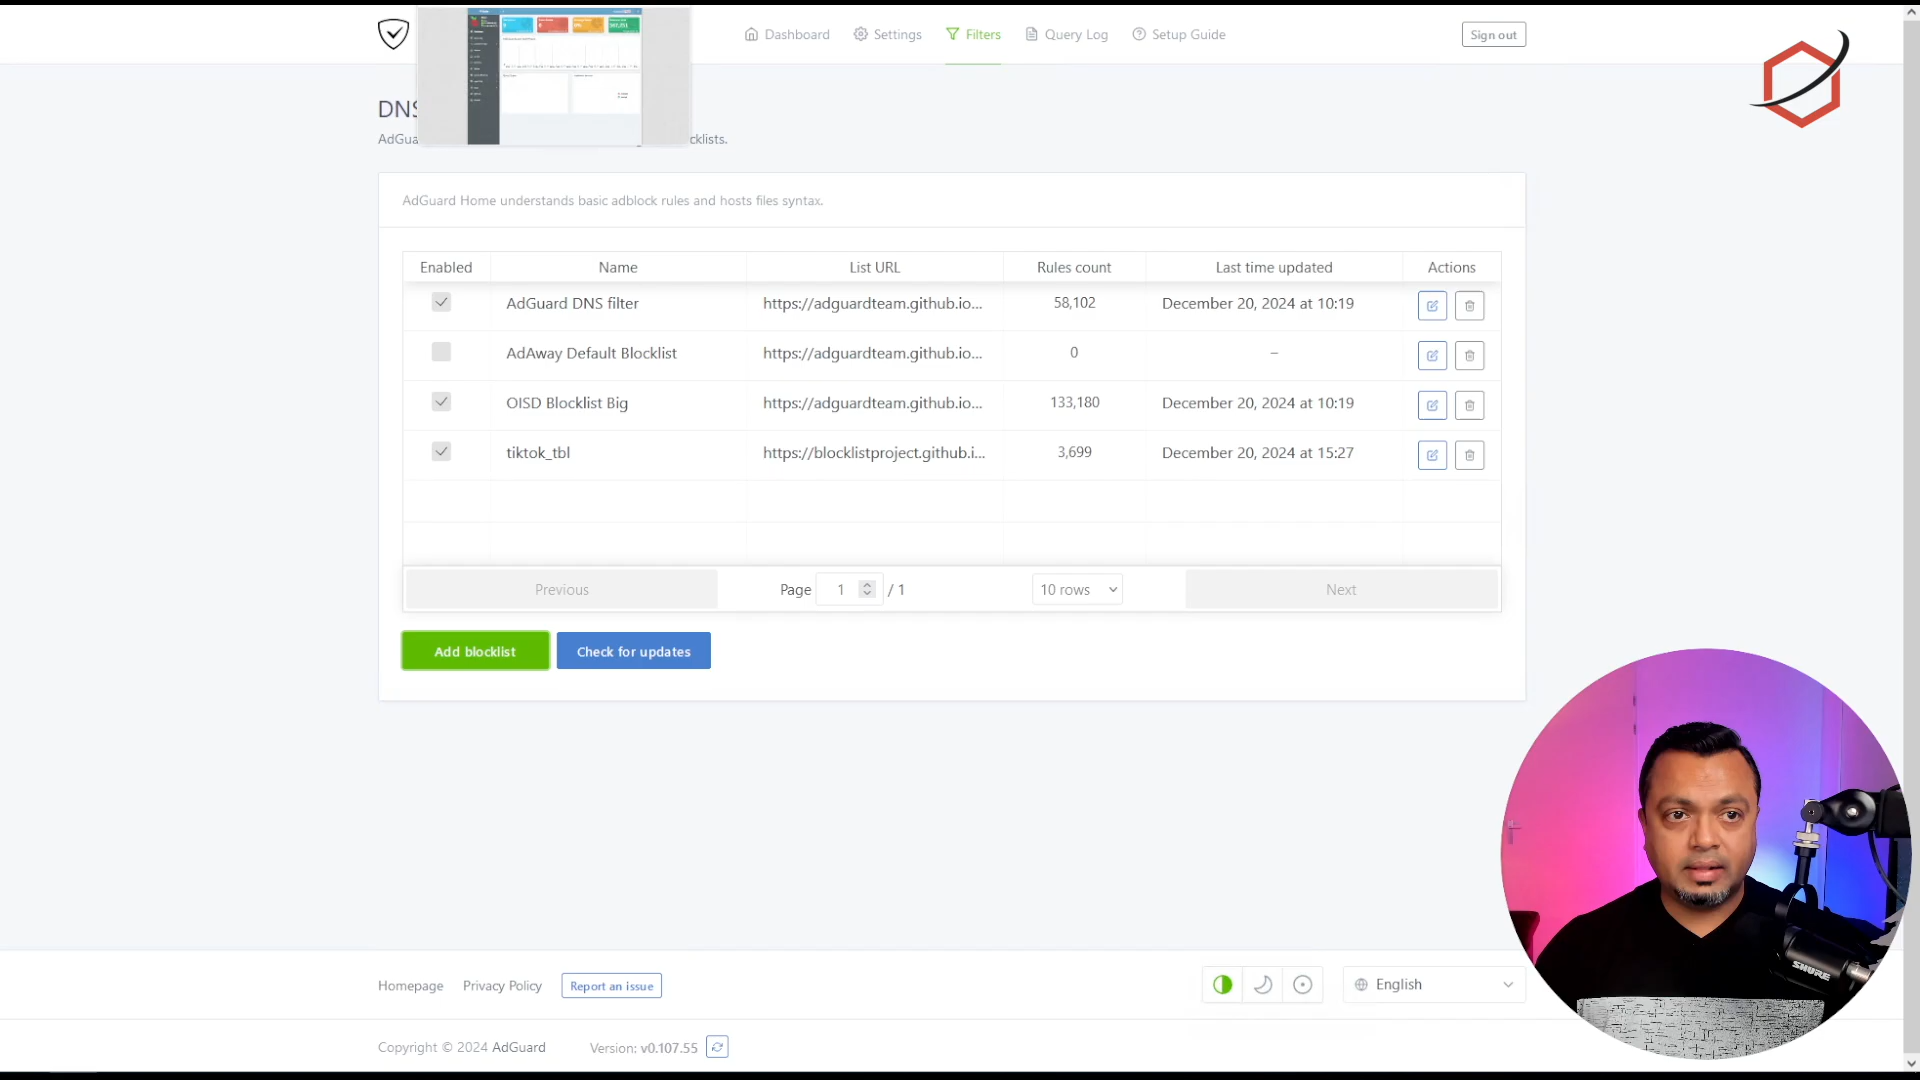 Dashboard
Settings
Filters
Query Log
Setup Guide
Sign out
DNS
AdGua
cklists.
AdGuard Home understands basic adblock rules and hosts files syntax.
Enabled Name List URL Rules count Last time updated Actions
AdGuard DNS filter https://adguardteam.github.io... 58,102 December 20, 2024 at 10:19
AdAway Default Blocklist https://adguardteam.github.io... 0 –
OISD Blocklist Big https://adguardteam.github.io... 133,180 December 20, 2024 at 10:19
tiktok_tbl https://blocklistproject.github.i... 3,699 December 20, 2024 at 15:27
Previous Page 1 / 1 10 rows Next
Add blocklist Check for updates
Homepage Privacy Policy Report an issue English
Copyright © 2024 AdGuard Version: v0.107.55
SHURE